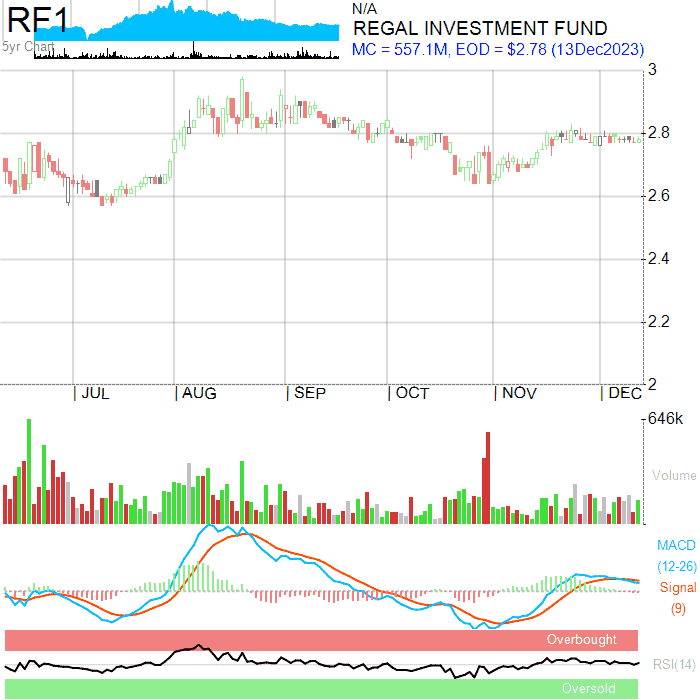 RF1
5yr Chart
N/A
REGAL INVESTMENT FUND
MC = 557.1M, EOD = $2.78 (13Dec2023)
3
2.8
2.6
2.4
2.2
2
JUL AUG SEP OCT NOV DEC
646k
Volume
MACD
(12-26)
Signal
(9)
Overbought
RSI(14)
Oversold